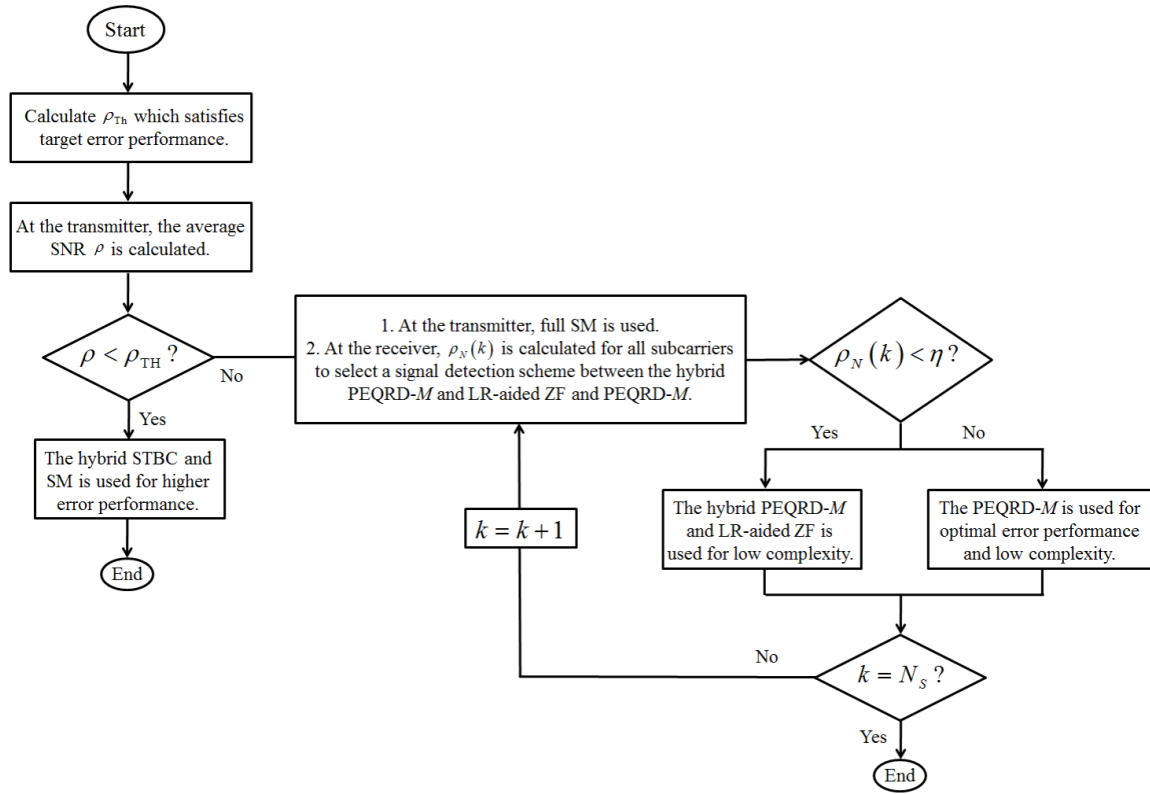 Start
Calculate ρTh which satisfies
target error performance.
At the transmitter, the average
SNR ρ is calculated.
ρ < ρTH ?
No
Yes
The hybrid STBC and
SM is used for higher
error performance.
End
1. At the transmitter, full SM is used.
2. At the receiver, ρN(k) is calculated for all subcarriers
to select a signal detection scheme between the hybrid
PEQRD-M and LR-aided ZF and PEQRD-M.
ρN(k) < η ?
Yes
No
The hybrid PEQRD-M
and LR-aided ZF is
used for low complexity.
The PEQRD-M is used for
optimal error performance
and low complexity.
k = k + 1
No
k = NS ?
Yes
End